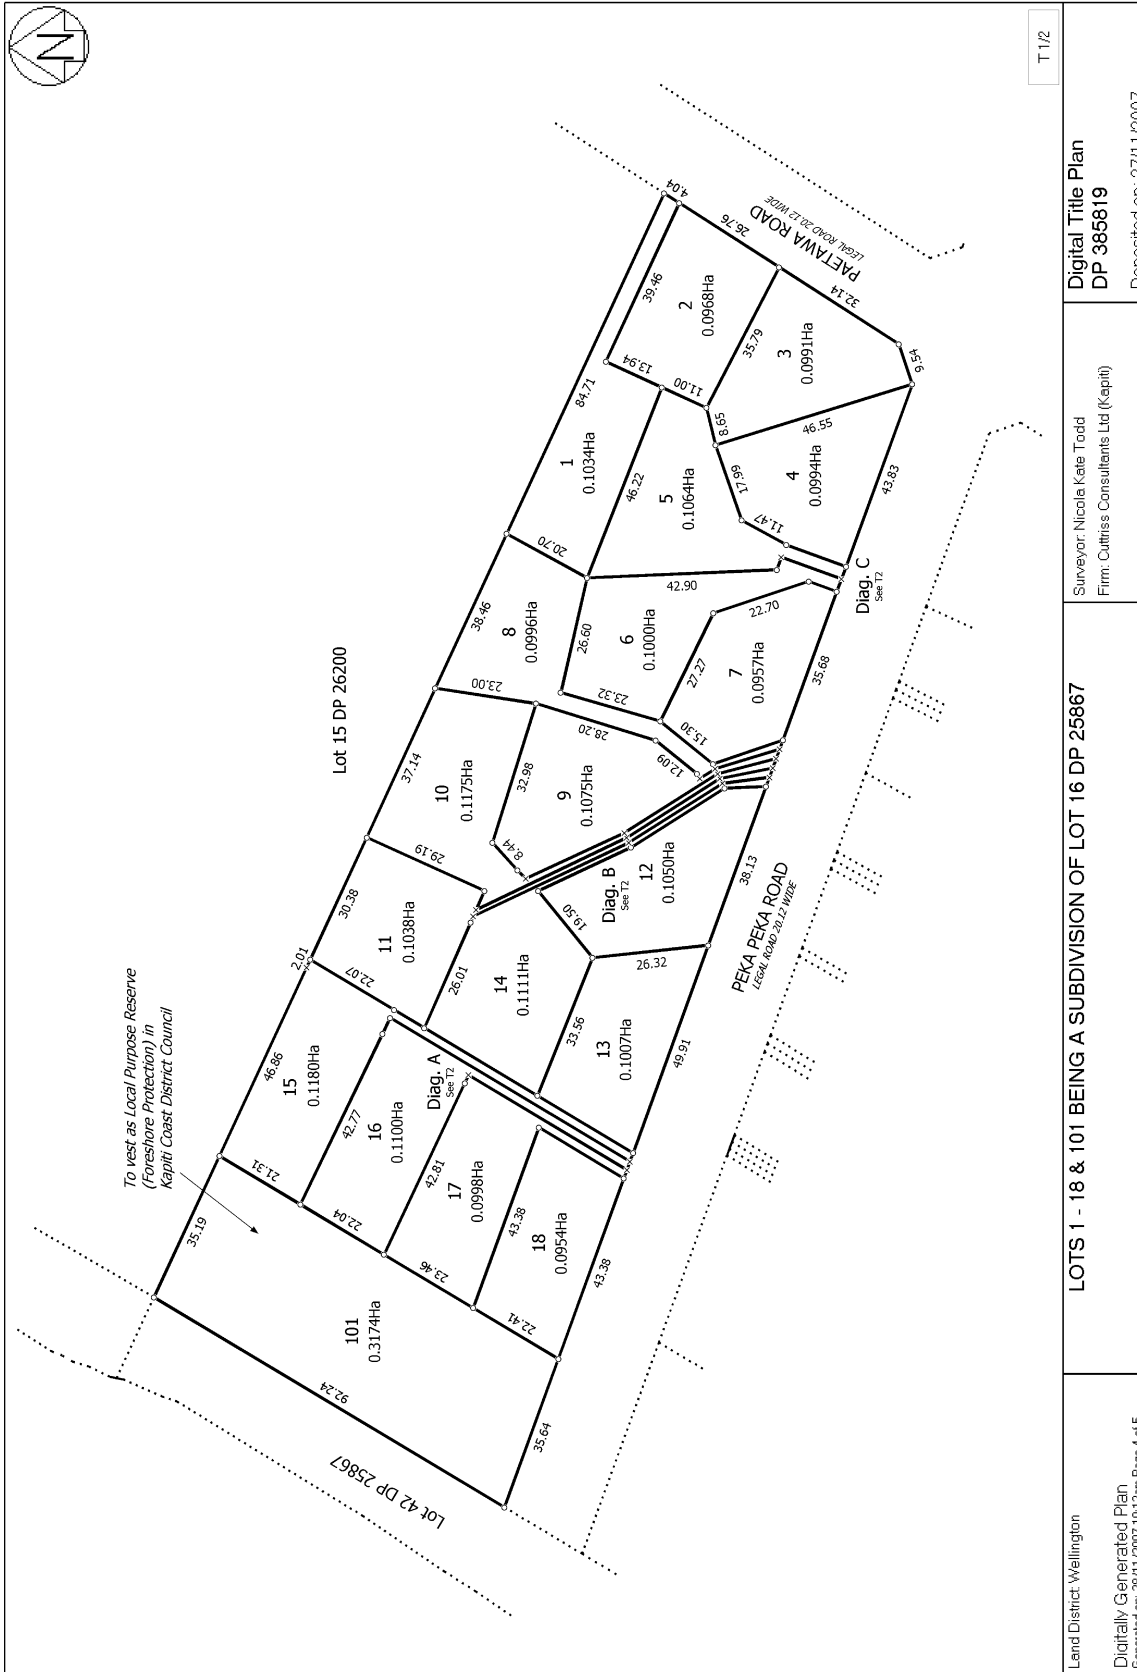 N
T 1/2
Digital Title Plan
DP 385819
Surveyor: Nicola Kate Todd
Firm: Cuttriss Consultants Ltd (Kapiti)
LOTS 1 - 18 & 101 BEING A SUBDIVISION OF LOT 16 DP 25867
Land District: Wellington
Digitally Generated Plan
To vest as Local Purpose Reserve
(Foreshore Protection) in
Kapiti Coast District Council
Lot 15 DP 26200
Lot 42 DP 25867
PAETAWA ROAD
LEGAL ROAD 20.12 WIDE
PEKA PEKA ROAD
LEGAL ROAD 20.12 WIDE
Diag. A
See T2
Diag. B
See T2
Diag. C
See T2
1
0.1034Ha
2
0.0968Ha
3
0.0991Ha
4
0.0994Ha
5
0.1064Ha
6
0.1000Ha
7
0.0957Ha
8
0.0996Ha
9
0.1075Ha
10
0.1175Ha
11
0.1038Ha
12
0.1050Ha
13
0.1007Ha
14
0.1111Ha
15
0.1180Ha
16
0.1100Ha
17
0.0998Ha
18
0.0954Ha
101
0.3174Ha
35.19
46.86
2.01
30.38
37.14
38.46
84.71
4.04
39.46
26.76
13.94
11.00
35.79
32.14
9.54
8.65
46.55
17.99
11.47
43.83
46.22
20.70
42.90
26.60
23.32
27.27
22.70
15.30
35.68
23.00
28.20
12.09
32.98
8.44
29.19
22.07
26.01
19.50
38.13
26.32
33.56
49.91
21.31
42.77
22.04
42.81
23.46
43.38
22.41
43.38
35.64
92.24